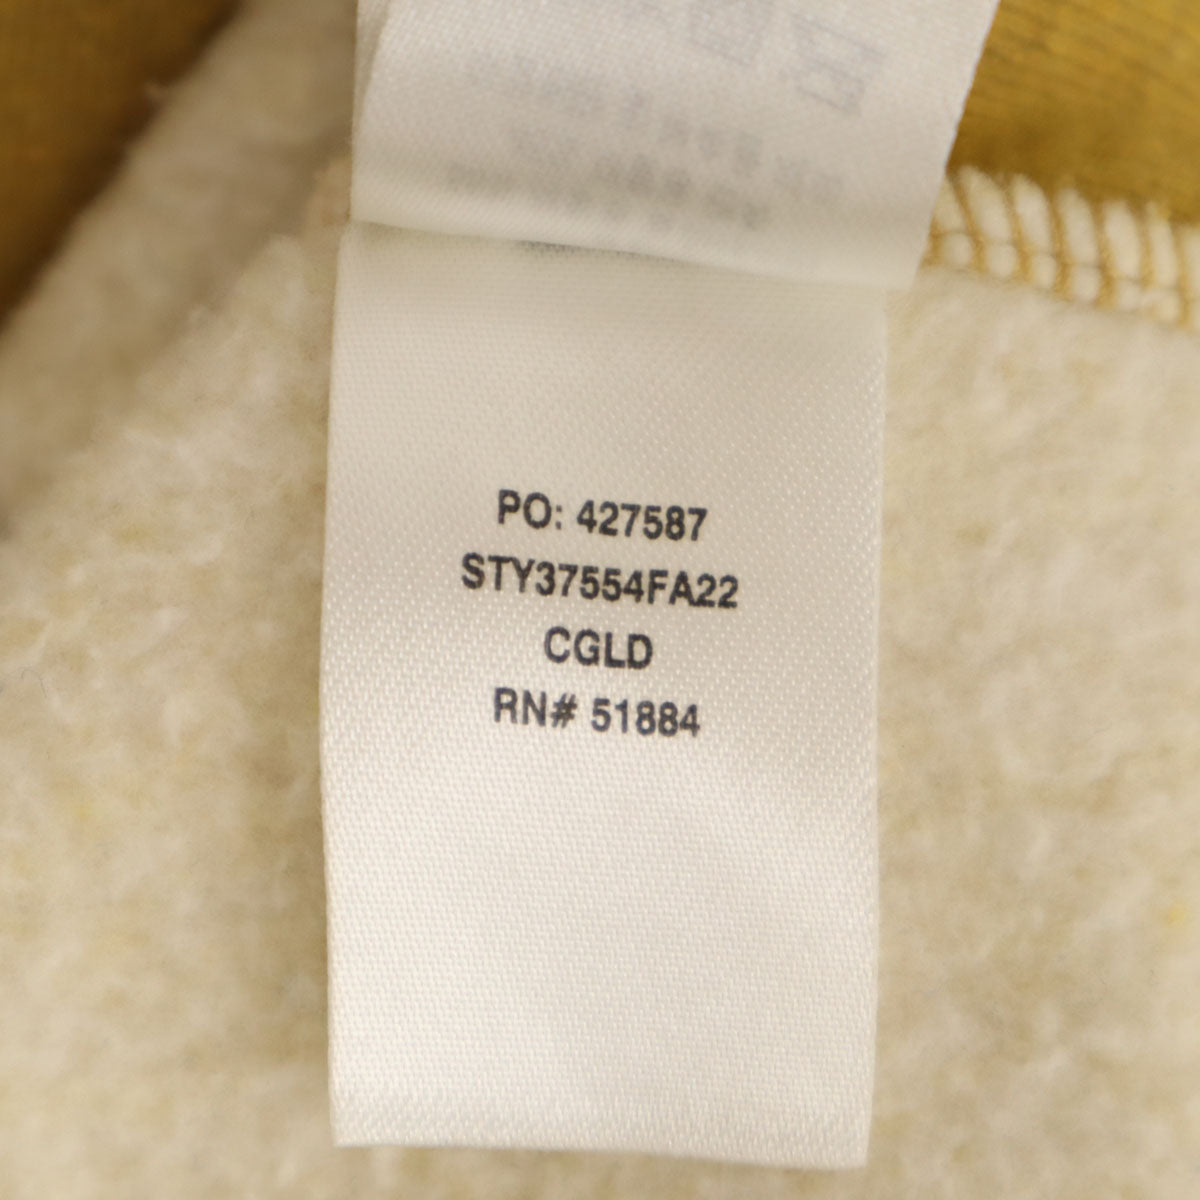 PO: 427587
STY37554FA22
CGLD
RN# 51884